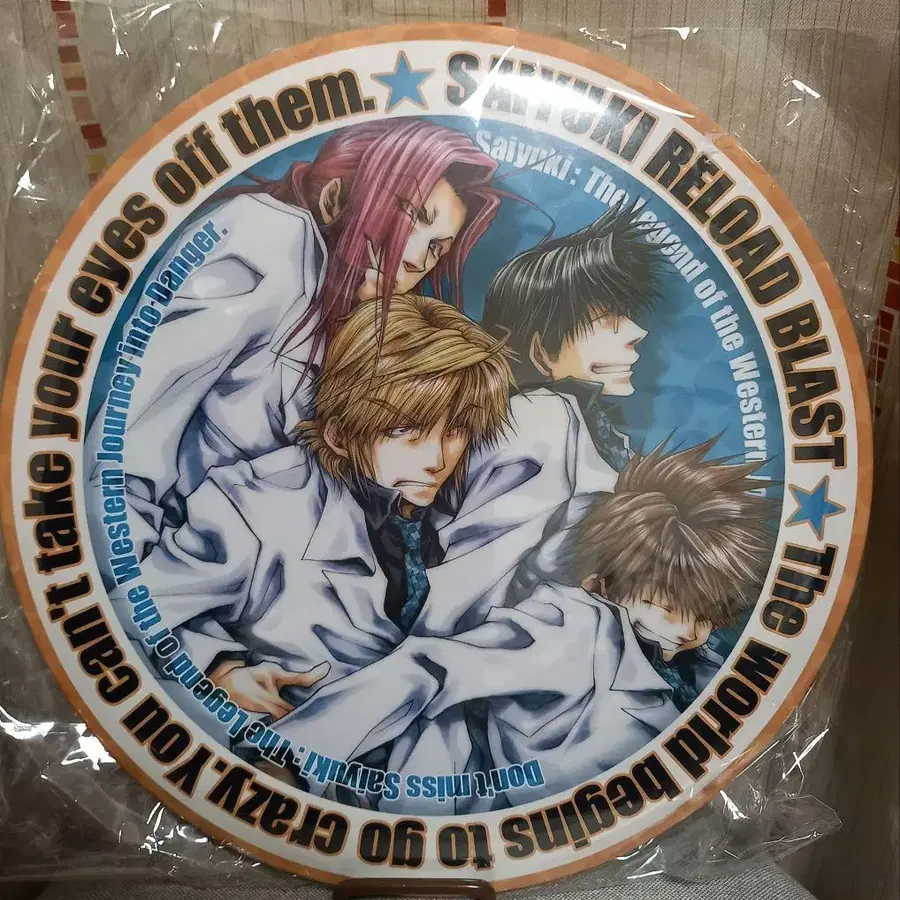 SAIYUKI RELOAD BLAST ★ The world begins to go crazy. You can't take your eyes off them. ★
Saiyuki : The Legend of the Western
Don't miss Saiyuki : The Legend of the Western Journey into Danger.